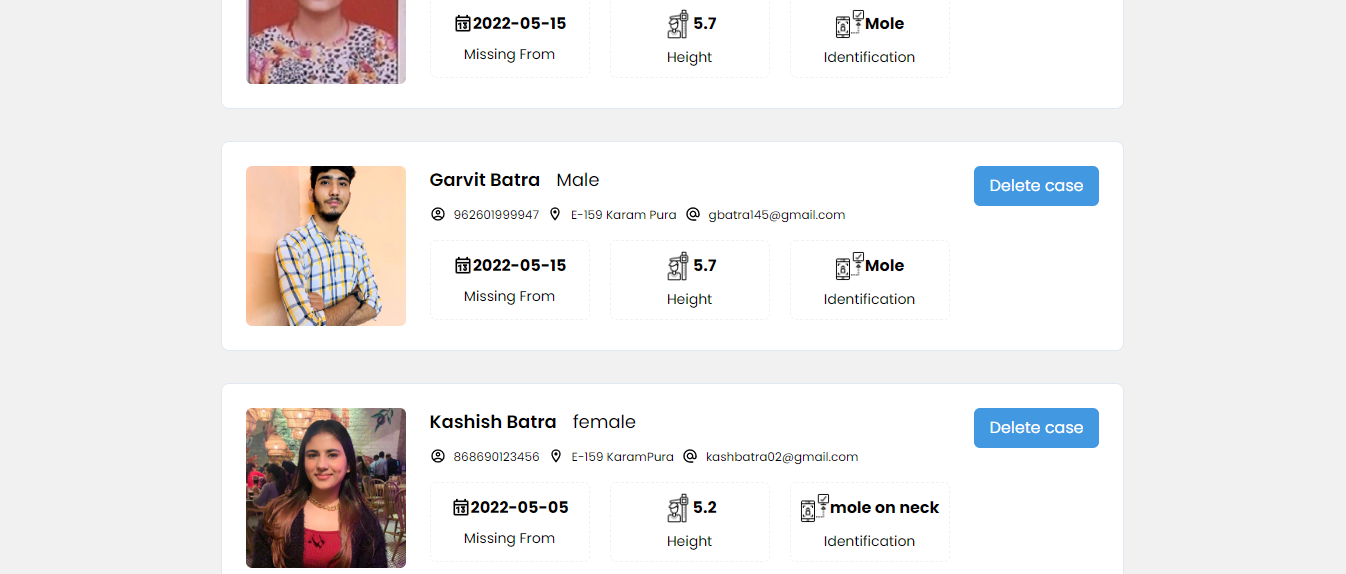 2022-05-15 5.7 Mole
Missing From Height Identification
Garvit Batra Male Delete case
962601999947 E-159 Karam Pura gbatra145@gmail.com
2022-05-15 5.7 Mole
Missing From Height Identification
Kashish Batra female Delete case
868690123456 E-159 KaramPura kashbatra02@gmail.com
2022-05-05 5.2 mole on neck
Missing From Height Identification